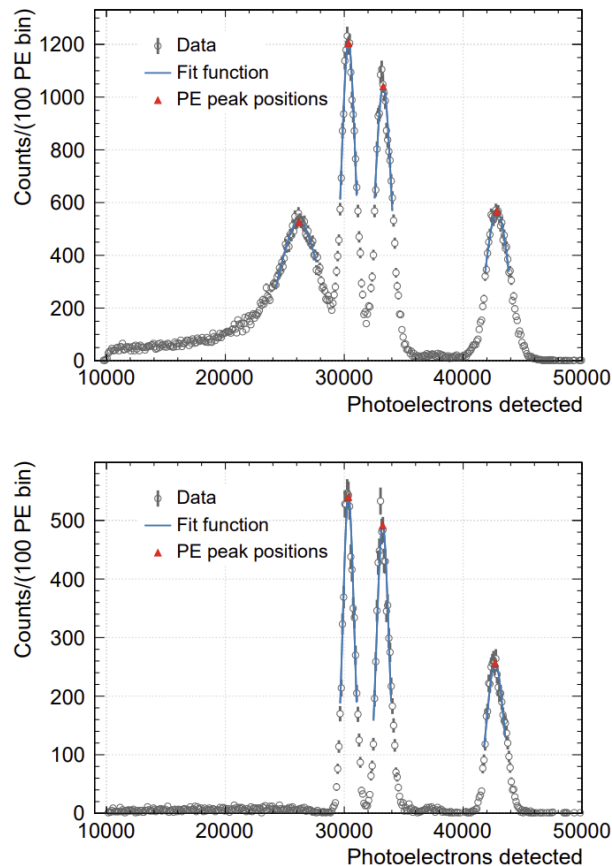 Counts/(100 PE bin)
1200
1000
800
600
400
200
0
Data
Fit function
PE peak positions
10000 20000 30000 40000 50000
Photoelectrons detected
Counts/(100 PE bin)
500
400
300
200
100
0
Data
Fit function
PE peak positions
10000 20000 30000 40000 50000
Photoelectrons detected